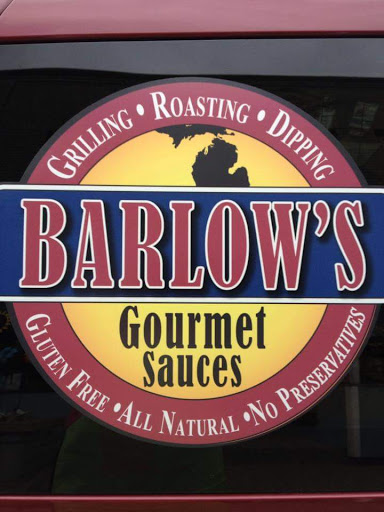 GRILLING • ROASTING • DIPPING
BARLOW'S
Gourmet
Sauces
GLUTEN FREE • ALL NATURAL • NO PRESERVATIVES